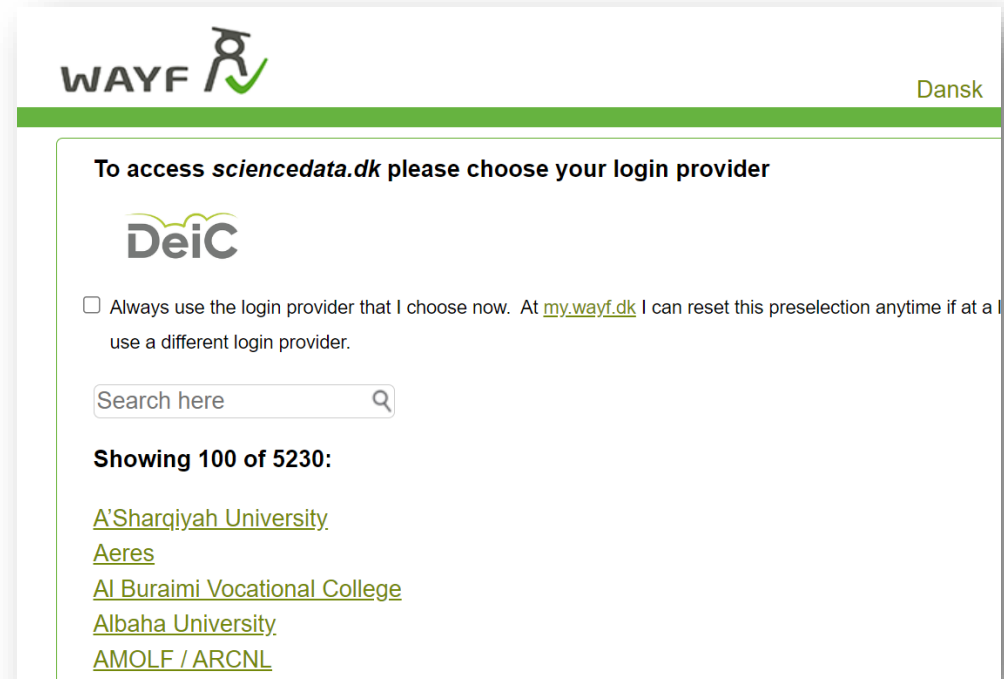 WAYF
Dansk
To access sciencedata.dk please choose your login provider
DeiC
Always use the login provider that I choose now. At my.wayf.dk I can reset this preselection anytime if at a
use a different login provider.
Search here
Showing 100 of 5230:
A'Sharqiyah University
Aeres
Al Buraimi Vocational College
Albaha University
AMOLF / ARCNL